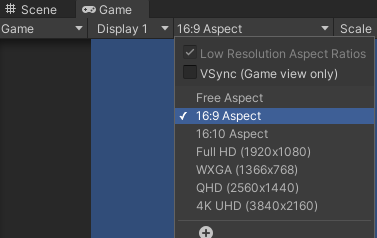 Scene Game
Game Display 1 16:9 Aspect Scale
Low Resolution Aspect Ratios
VSync (Game view only)
Free Aspect
16:9 Aspect
16:10 Aspect
Full HD (1920x1080)
WXGA (1366x768)
QHD (2560x1440)
4K UHD (3840x2160)